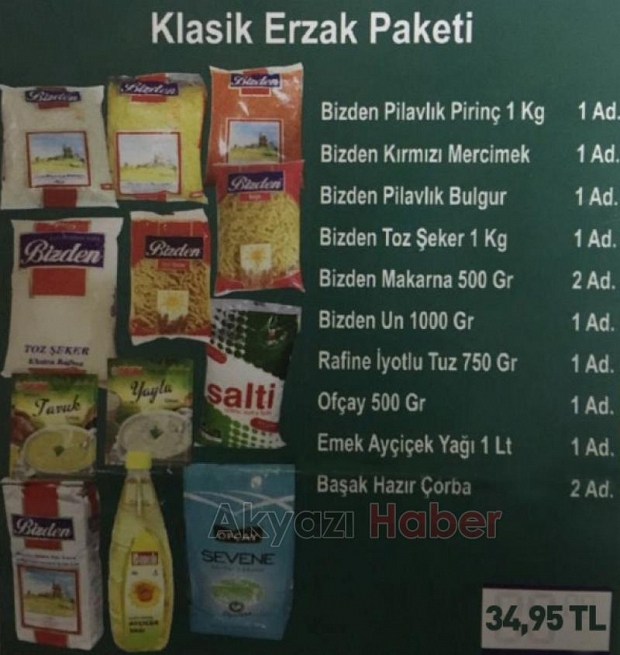 Klasik Erzak Paketi
Bizden Pilavlık Pirinç 1 Kg 1 Ad.
Bizden Kırmızı Mercimek 1 Ad.
Bizden Pilavlık Bulgur 1 Ad.
Bizden Toz Şeker 1 Kg 1 Ad.
Bizden Makarna 500 Gr 2 Ad.
Bizden Un 1000 Gr 1 Ad.
Rafine İyotlu Tuz 750 Gr 1 Ad.
Ofçay 500 Gr 1 Ad.
Emek Ayçiçek Yağı 1 Lt 1 Ad.
Başak Hazır Çorba 2 Ad.
34,95 TL
Bizden
Bizden
Bizden
Bizden
Bizden
TOZ ŞEKER
Bizden
salti
Tavuk
Yayla
Bizden
OFÇAY
SEVENE
Akyazı Haber